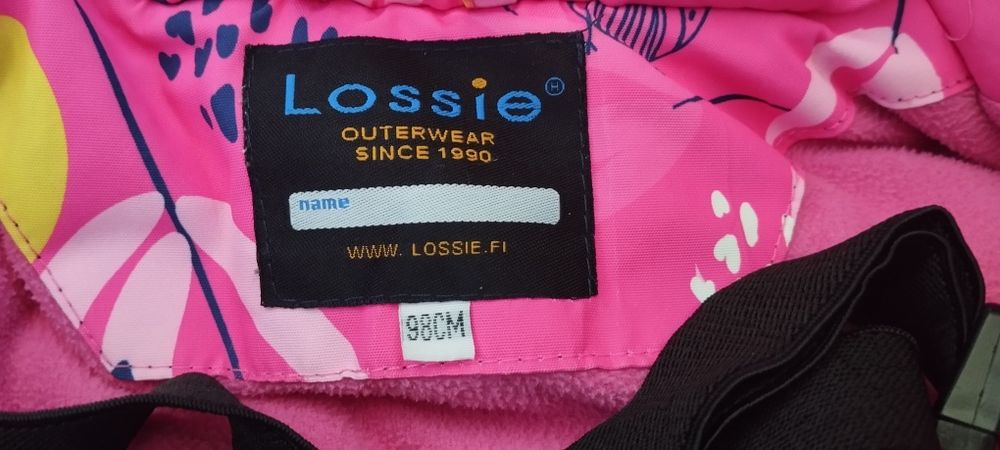 Lossie
OUTERWEAR
SINCE 1990
name
WWW. LOSSIE.FI
98CM